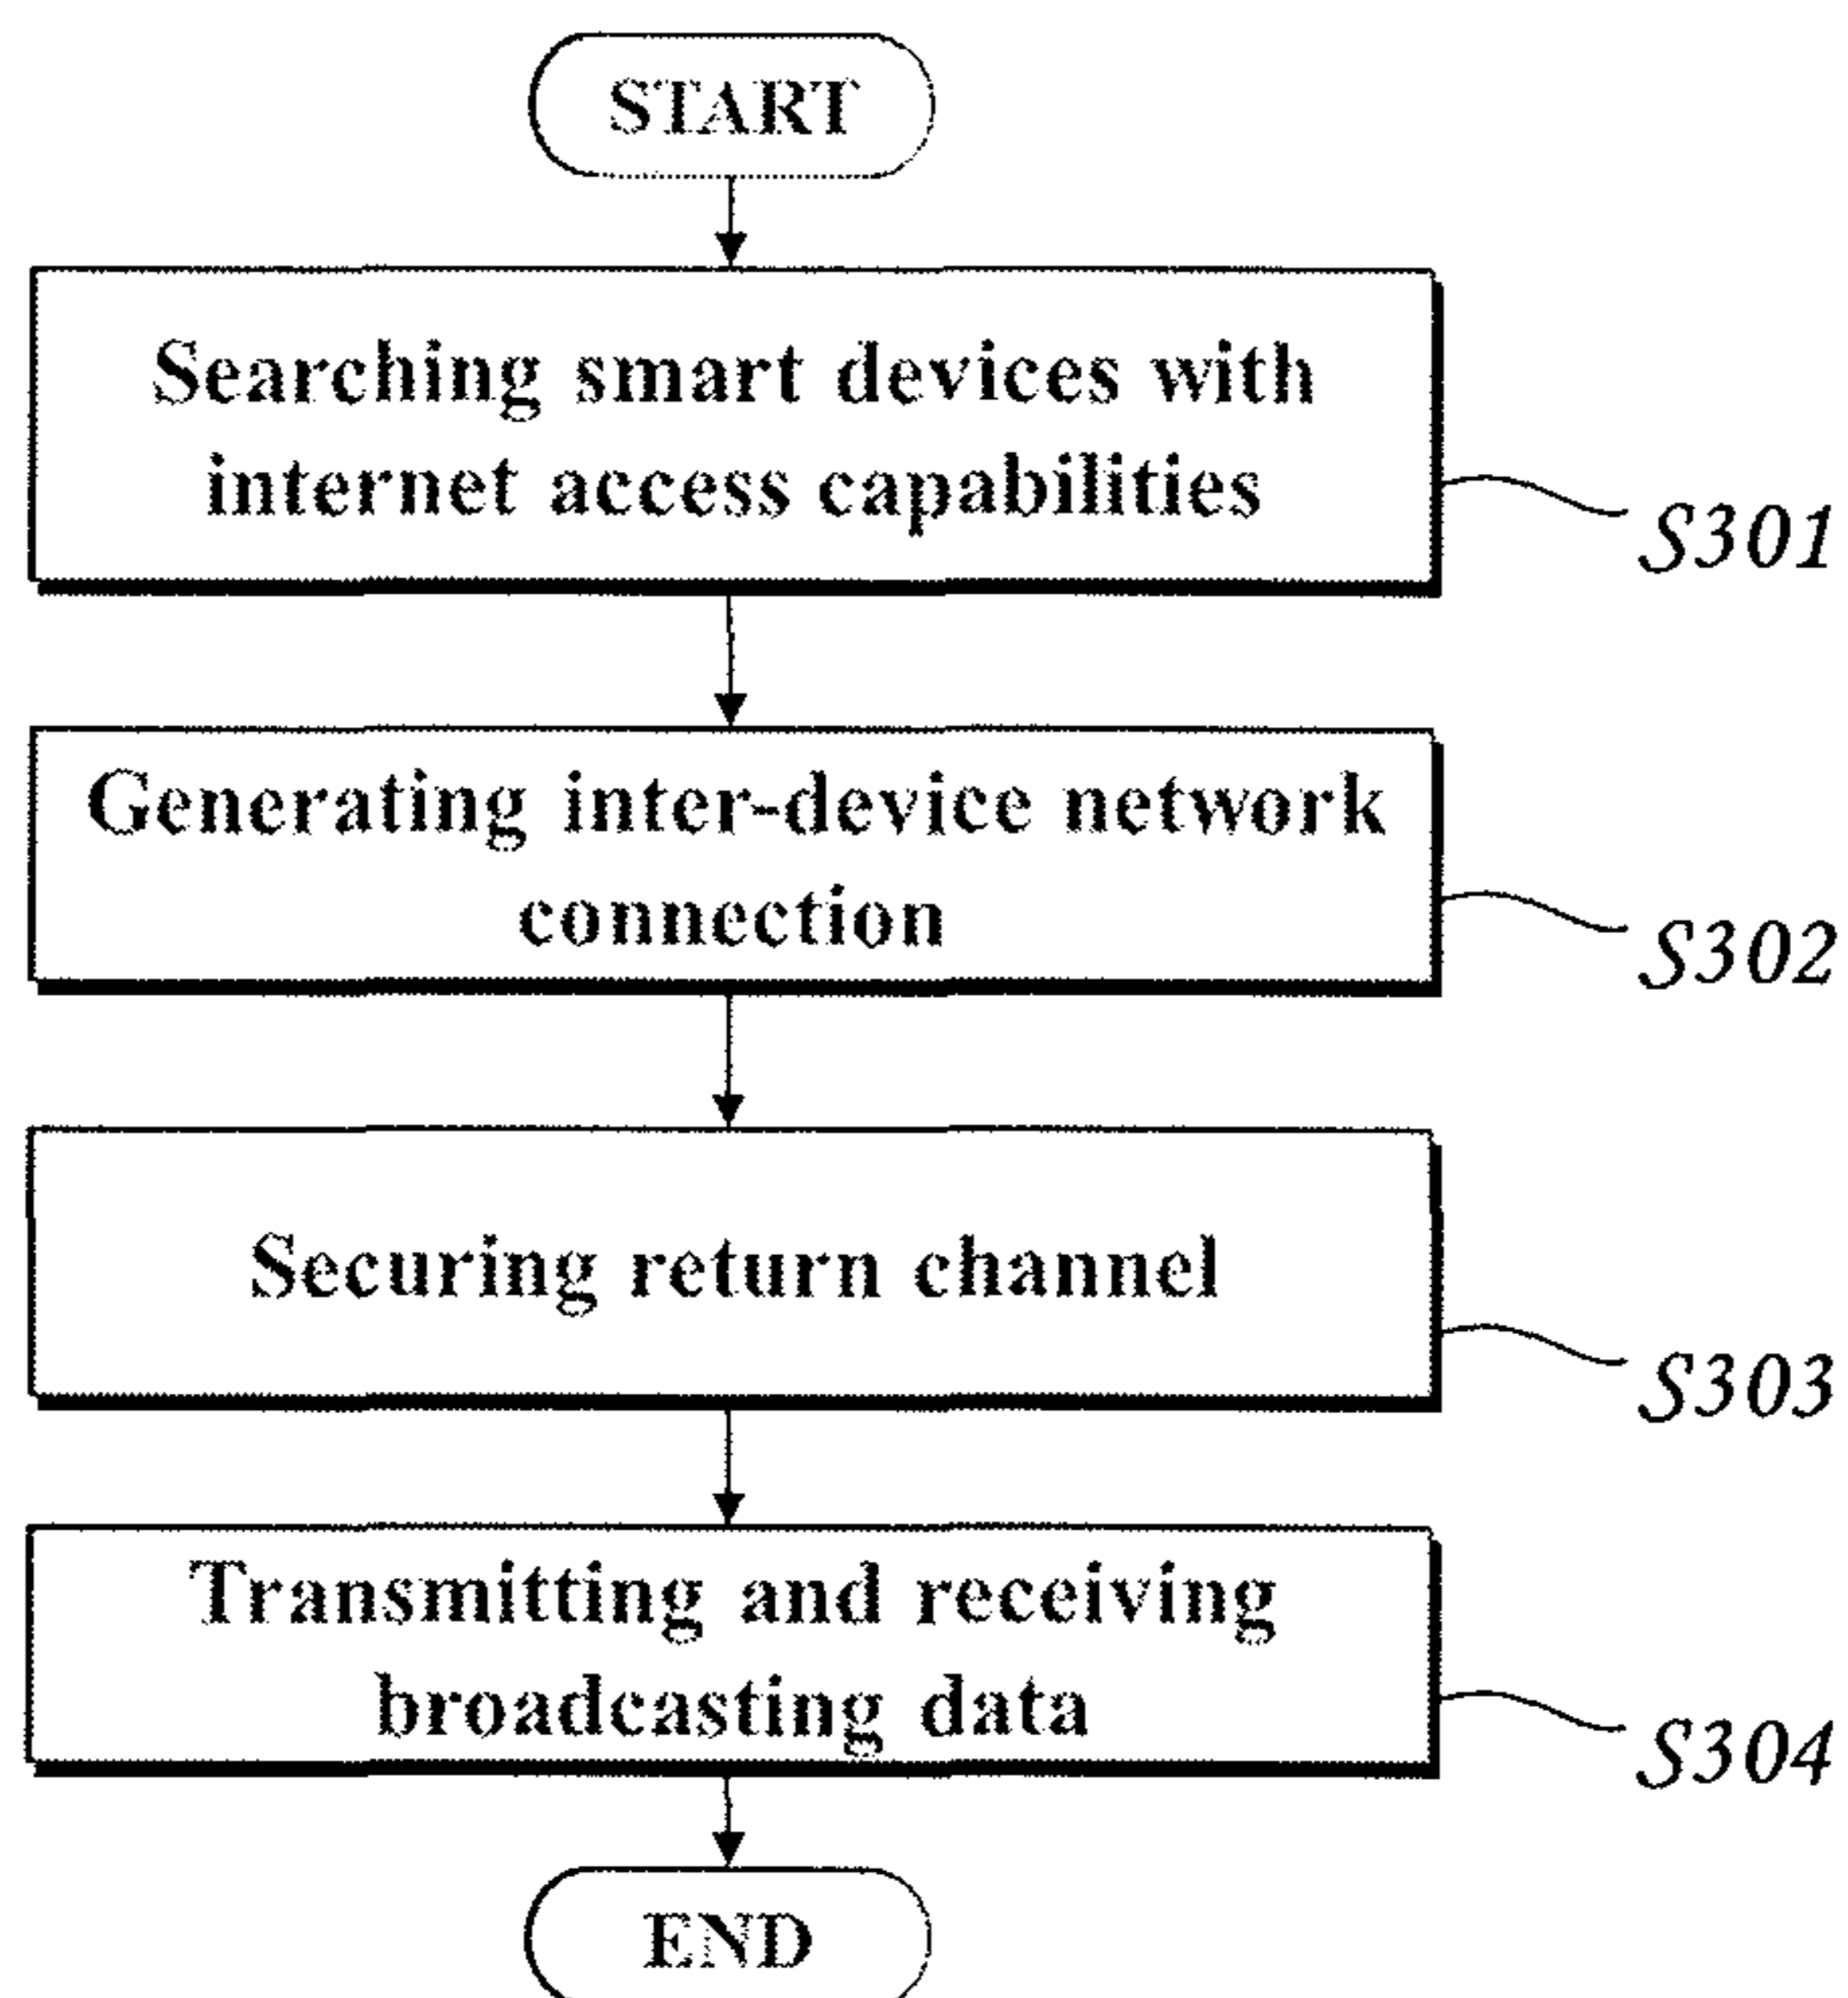 START
Searching smart devices with
internet access capabilities
S301
Generating inter-device network
connection
S302
Securing return channel
S303
Transmitting and receiving
broadcasting data
S304
END